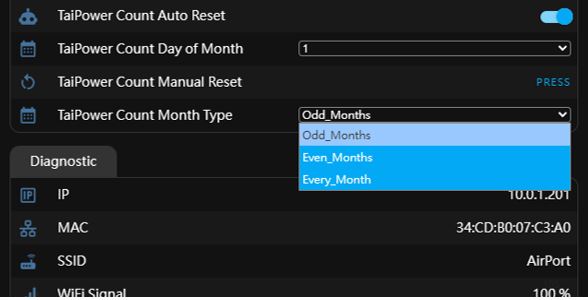 TaiPower Count Auto Reset
TaiPower Count Day of Month 1
TaiPower Count Manual Reset PRESS
TaiPower Count Month Type Odd_Months
Odd_Months
Even_Months
Every_Month
Diagnostic
IP IP 10.0.1.201
MAC 34:CD:B0:07:C3:A0
SSID AirPort
WiFi Signal 100 %